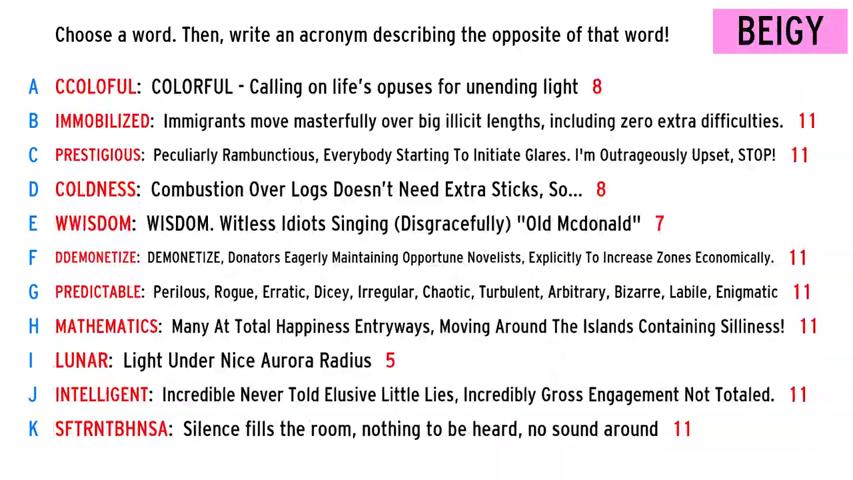 Choose a word. Then, write an acronym describing the opposite of that word!
BEIGY
A CCOLOFUL: COLORFUL - Calling on life's opuses for unending light 8
B IMMOBILIZED: Immigrants move masterfully over big illicit lengths, including zero extra difficulties. 11
C PRESTIGIOUS: Peculiarly Rambunctious, Everybody Starting To Initiate Glares. I'm Outrageously Upset, STOP! 11
D COLDNESS: Combustion Over Logs Doesn't Need Extra Sticks, So... 8
E WWISDOM: WISDOM. Witless Idiots Singing (Disgracefully) "Old Mcdonald" 7
F DDEMONETIZE: DEMONETIZE, Donators Eagerly Maintaining Opportune Novelists, Explicitly To Increase Zones Economically. 11
G PREDICTABLE: Perilous, Rogue, Erratic, Dicey, Irregular, Chaotic, Turbulent, Arbitrary, Bizarre, Labile, Enigmatic 11
H MATHEMATICS: Many At Total Happiness Entryways, Moving Around The Islands Containing Silliness! 11
I LUNAR: Light Under Nice Aurora Radius 5
J INTELLIGENT: Incredible Never Told Elusive Little Lies, Incredibly Gross Engagement Not Totaled. 11
K SFTRNTBHNSA: Silence fills the room, nothing to be heard, no sound around 11